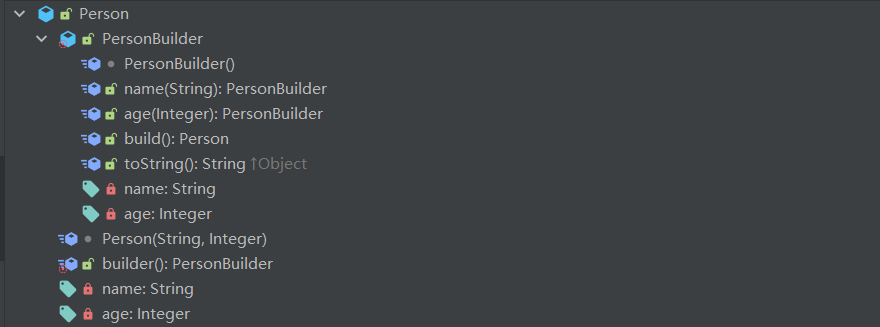 Person
PersonBuilder
PersonBuilder()
name(String): PersonBuilder
age(Integer): PersonBuilder
build(): Person
toString(): String ↑Object
name: String
age: Integer
Person(String, Integer)
builder(): PersonBuilder
name: String
age: Integer